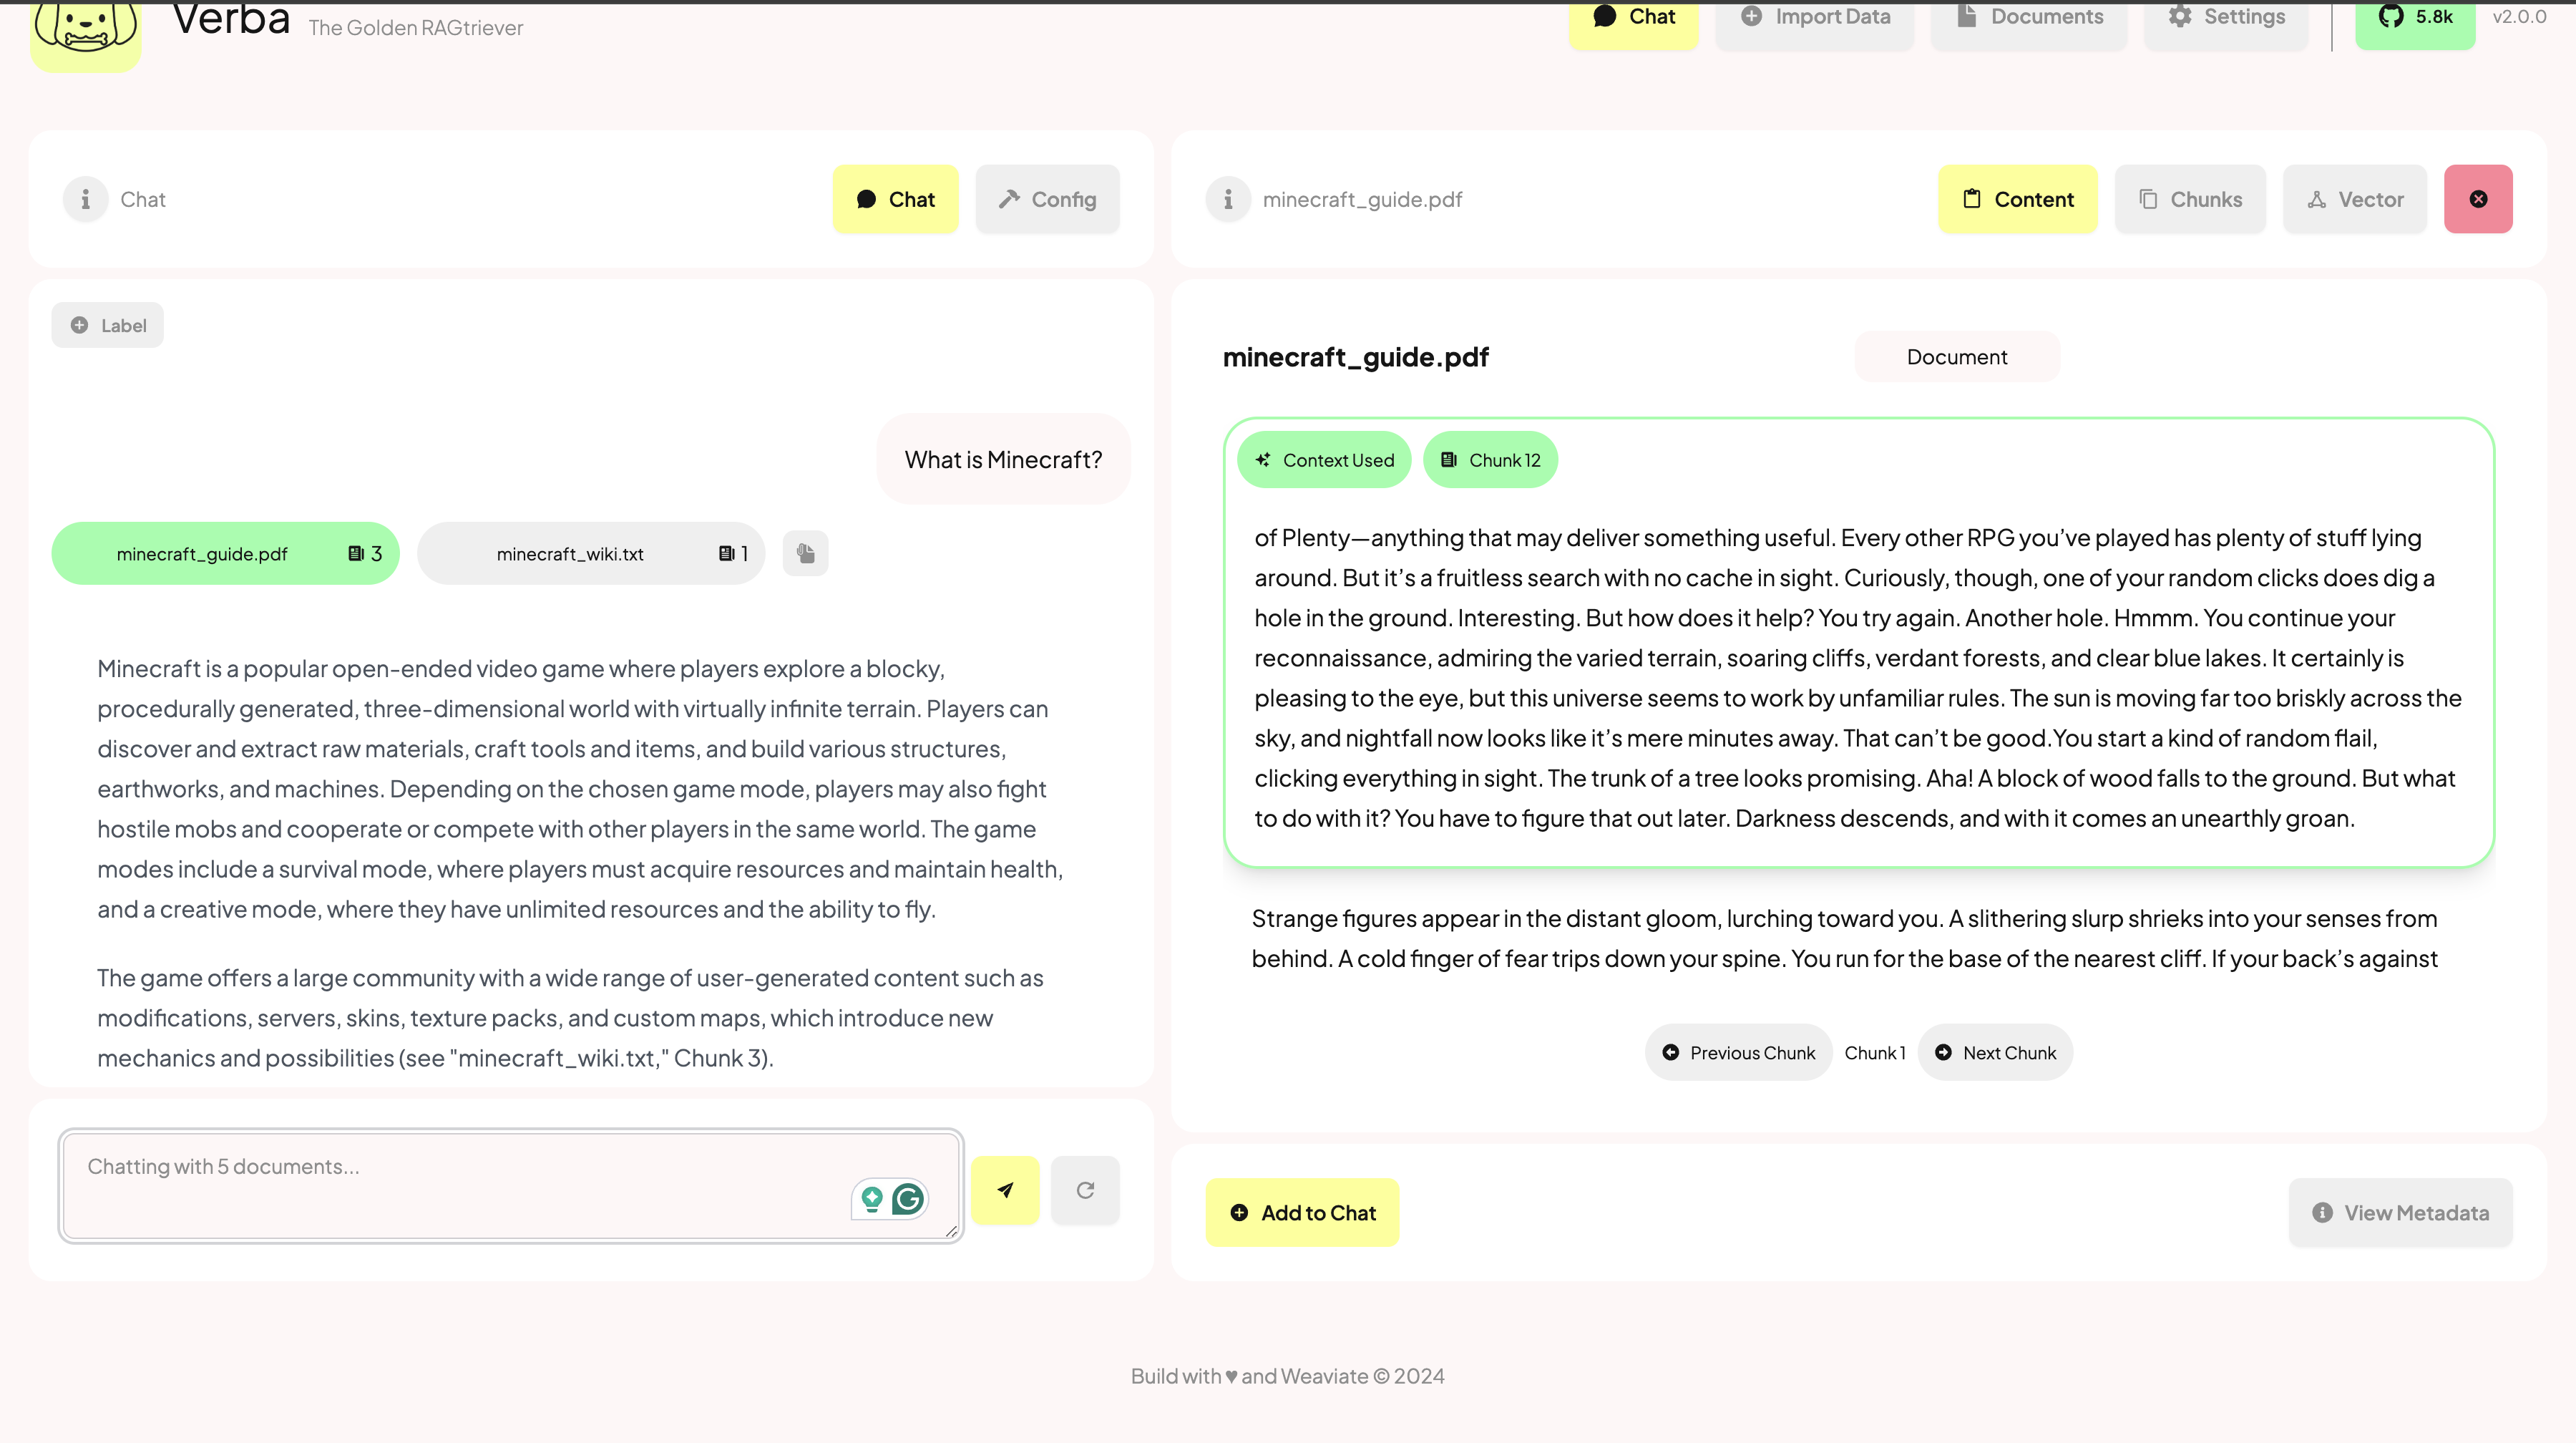 Verba
The Golden RAGtriever
Chat
Import Data
Documents
Settings
5.8k
v2.0.0
Chat
Chat
Config
Label
What is Minecraft?
minecraft_guide.pdf 3
minecraft_wiki.txt 1
Minecraft is a popular open-ended video game where players explore a blocky,
procedurally generated, three-dimensional world with virtually infinite terrain. Players can
discover and extract raw materials, craft tools and items, and build various structures,
earthworks, and machines. Depending on the chosen game mode, players may also fight
hostile mobs and cooperate or compete with other players in the same world. The game
modes include a survival mode, where players must acquire resources and maintain health,
and a creative mode, where they have unlimited resources and the ability to fly.
The game offers a large community with a wide range of user-generated content such as
modifications, servers, skins, texture packs, and custom maps, which introduce new
mechanics and possibilities (see "minecraft_wiki.txt," Chunk 3).
Chatting with 5 documents...
minecraft_guide.pdf
Content
Chunks
Vector
minecraft_guide.pdf
Document
Context Used
Chunk 12
of Plenty—anything that may deliver something useful. Every other RPG you’ve played has plenty of stuff lying
around. But it’s a fruitless search with no cache in sight. Curiously, though, one of your random clicks does dig a
hole in the ground. Interesting. But how does it help? You try again. Another hole. Hmmm. You continue your
reconnaissance, admiring the varied terrain, soaring cliffs, verdant forests, and clear blue lakes. It certainly is
pleasing to the eye, but this universe seems to work by unfamiliar rules. The sun is moving far too briskly across the
sky, and nightfall now looks like it’s mere minutes away. That can’t be good.You start a kind of random flail,
clicking everything in sight. The trunk of a tree looks promising. Aha! A block of wood falls to the ground. But what
to do with it? You have to figure that out later. Darkness descends, and with it comes an unearthly groan.
Strange figures appear in the distant gloom, lurching toward you. A slithering slurp shrieks into your senses from
behind. A cold finger of fear trips down your spine. You run for the base of the nearest cliff. If your back’s against
Previous Chunk
Chunk 1
Next Chunk
Add to Chat
View Metadata
Build with ♥ and Weaviate © 2024